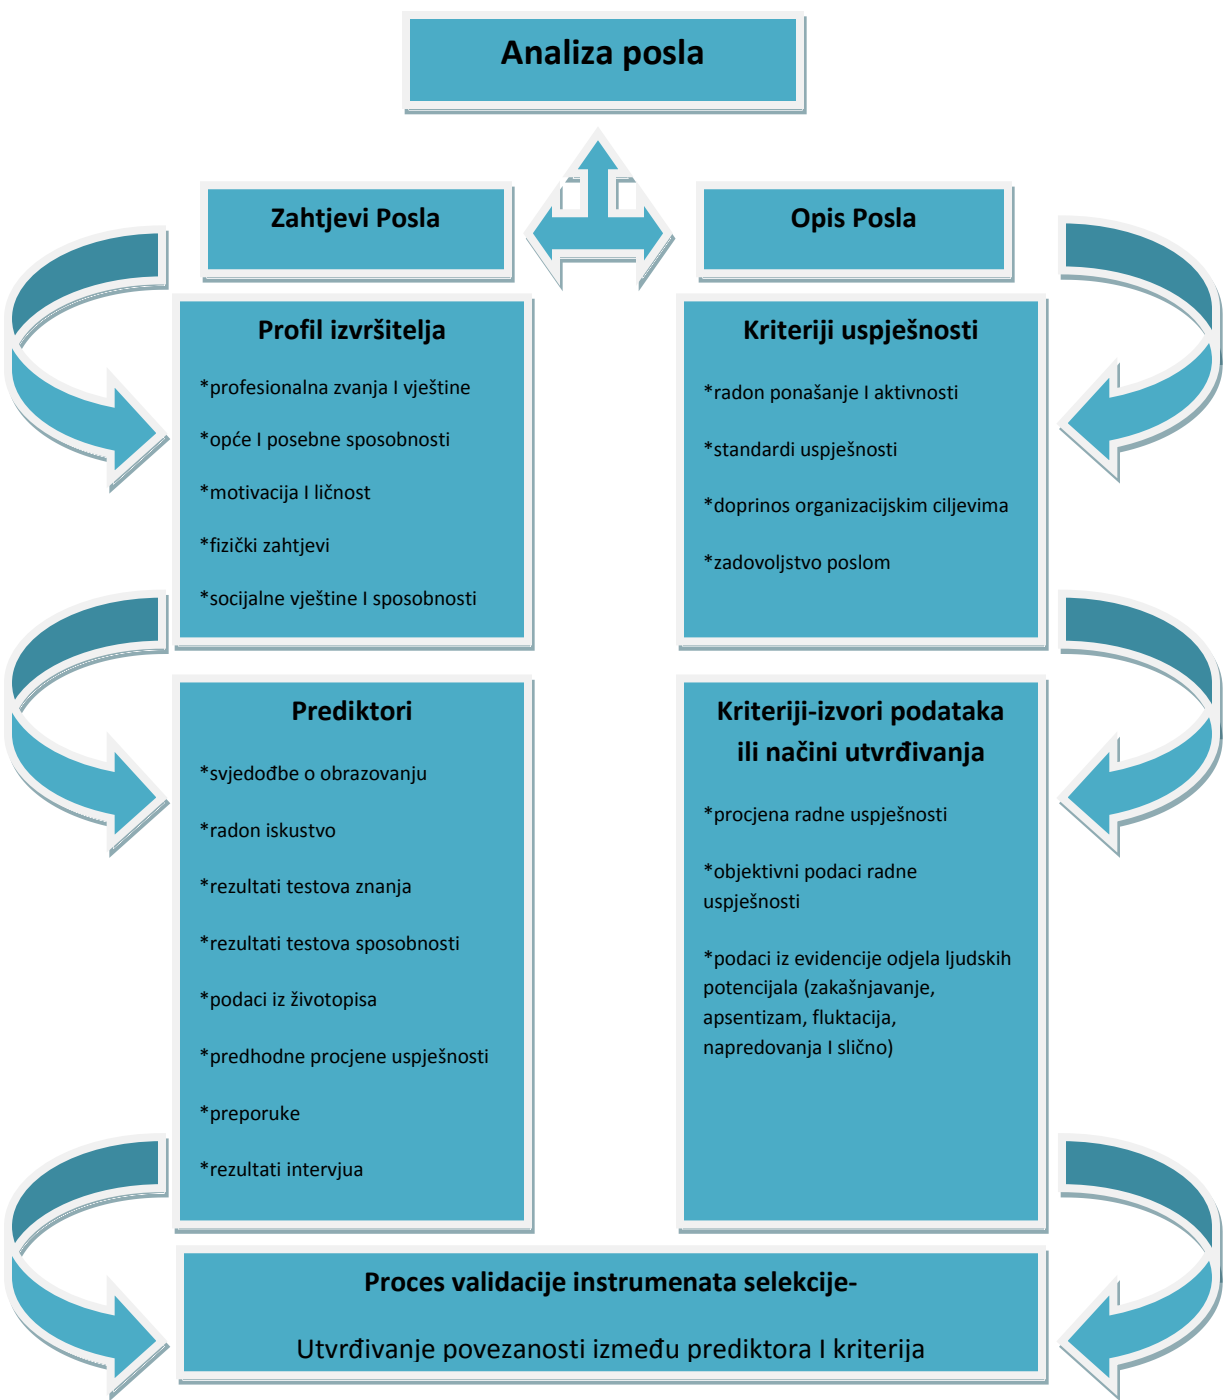 Analiza posla
Zahtjevi Posla
Opis Posla
Profil izvršitelja
*profesionalna zvanja I vještine
*opće I posebne sposobnosti
*motivacija I ličnost
*fizički zahtjevi
*socijalne vještine I sposobnosti
Kriteriji uspješnosti
*radon ponašanje I aktivnosti
*standardi uspješnosti
*doprinos organizacijskim ciljevima
*zadovoljstvo poslom
Prediktori
*svjedođbe o obrazovanju
*radon iskustvo
*rezultati testova znanja
*rezultati testova sposobnosti
*podaci iz životopisa
*predhodne procjene uspješnosti
*preporuke
*rezultati intervjua
Kriteriji-izvori podataka
ili načini utvrđivanja
*procjena radne uspješnosti
*objektivni podaci radne
uspješnosti
*podaci iz evidencije odjela ljudskih
potencijala (zakašnjavanje,
apsentizam, fluktacija,
napredovanja I slično)
Proces validacije instrumenata selekcije-
Utvrđivanje povezanosti između prediktora I kriterija